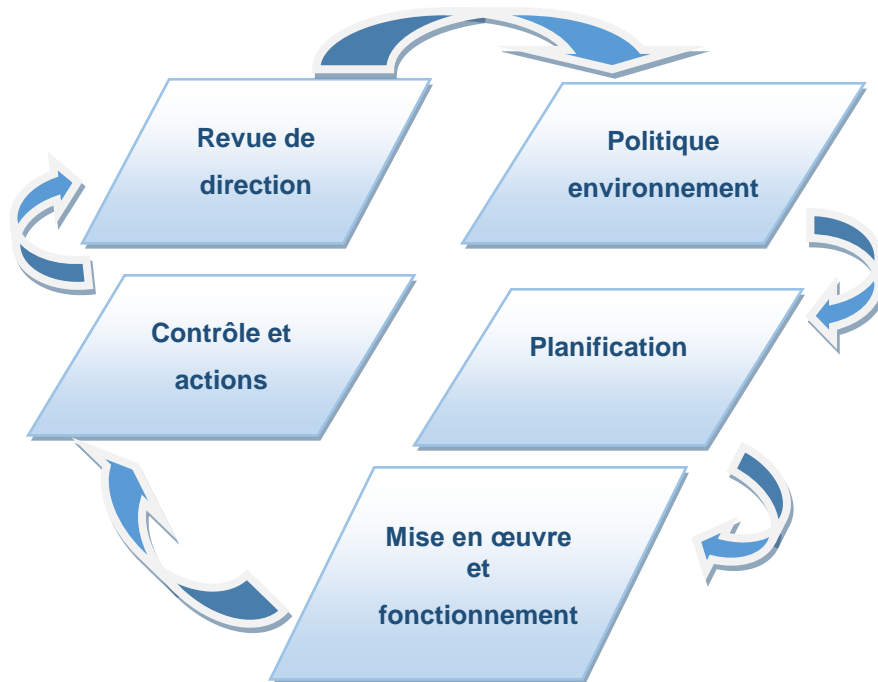 Revue de
direction
Politique
environnement
Contrôle et
actions
Planification
Mise en œuvre
et
fonctionnement